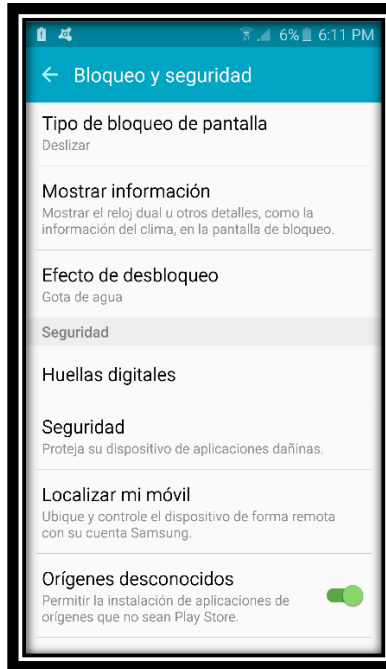 6% 6:11 PM
Bloqueo y seguridad
Tipo de bloqueo de pantalla
Deslizar
Mostrar información
Mostrar el reloj dual u otros detalles, como la
información del clima, en la pantalla de bloqueo.
Efecto de desbloqueo
Gota de agua
Seguridad
Huellas digitales
Seguridad
Proteja su dispositivo de aplicaciones dañinas.
Localizar mi móvil
Ubique y controle el dispositivo de forma remota
con su cuenta Samsung.
Orígenes desconocidos
Permitir la instalación de aplicaciones de
orígenes que no sean Play Store.